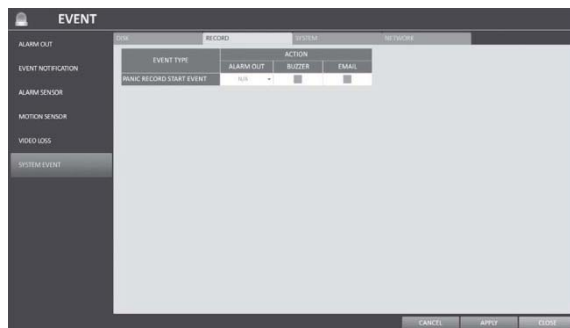 EVENT
ALARM OUT
EVENT NOTIFICATION
ALARM SENSOR
MOTION SENSOR
VIDEO LOSS
SYSTEM EVENT
DISK RECORD SYSTEM NETWORK
EVENT TYPE ACTION
ALARM OUT BUZZER EMAIL
PANIC RECORD START EVENT N/A
CANCEL APPLY CLOSE